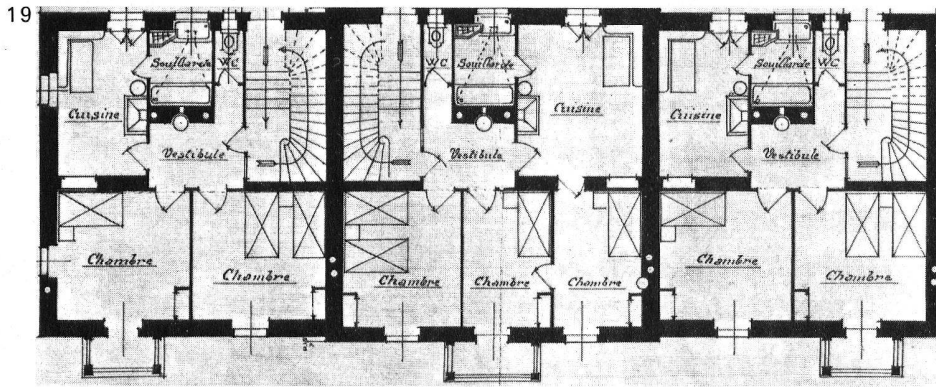 19
Souillarde
WC
Cuisine
Vestibule
Chambre
Chambre
WC
Souillarde
Cuisine
Vestibule
Chambre
Chambre
Chambre
Souillarde
WC
Cuisine
Vestibule
Chambre
Chambre